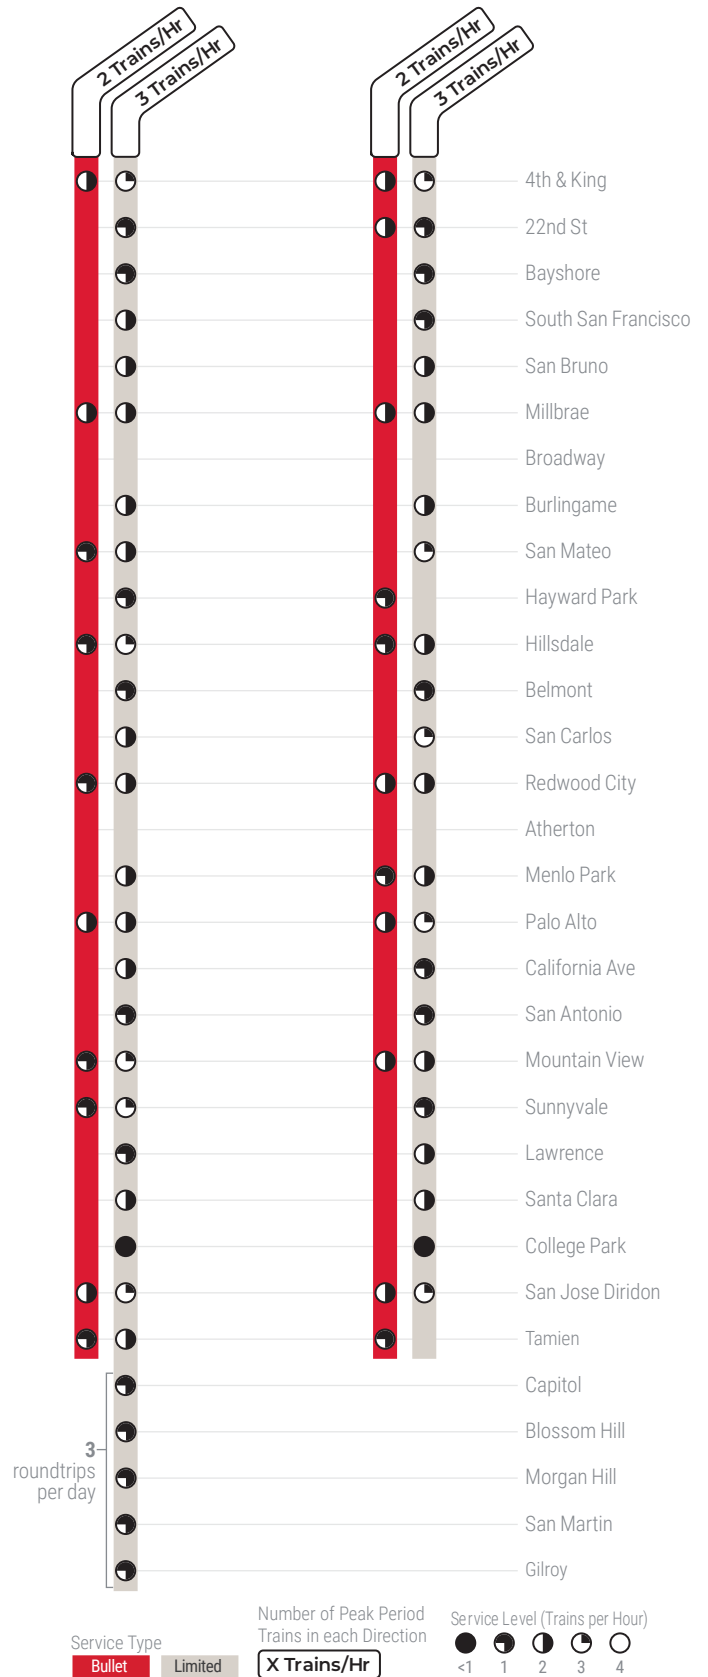 2 Trains/Hr
3 Trains/Hr
2 Trains/Hr
3 Trains/Hr
4th & King
22nd St
Bayshore
South San Francisco
San Bruno
Millbrae
Broadway
Burlingame
San Mateo
Hayward Park
Hillsdale
Belmont
San Carlos
Redwood City
Atherton
Menlo Park
Palo Alto
California Ave
San Antonio
Mountain View
Sunnyvale
Lawrence
Santa Clara
College Park
San Jose Diridon
Tamien
Capitol
Blossom Hill
Morgan Hill
San Martin
Gilroy
3
roundtrips
per day
Service Type
Bullet
Limited
Number of Peak Period
Trains in each Direction
X Trains/Hr
Service Level (Trains per Hour)
<1 1 2 3 4